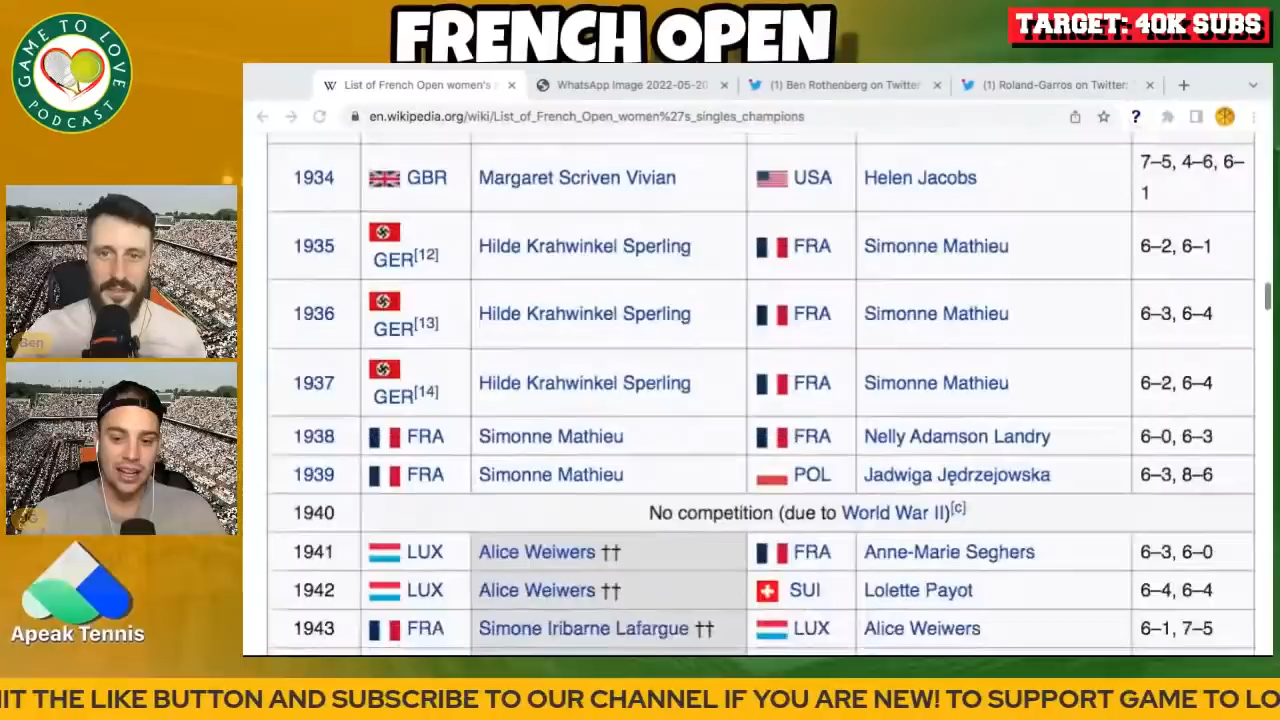 FRENCH OPEN
TARGET: 40K SUBS
GAME TO LOVE
PODCAST
List of French Open women's
WhatsApp Image 2022-05-20
(1) Ben Rothenberg on Twitter
(1) Roland-Garros on Twitter:
en.wikipedia.org/wiki/List_of_French_Open_women%27s_singles_champions
1934 GBR Margaret Scriven Vivian USA Helen Jacobs 7–5, 4–6, 6–1
1935 GER[12] Hilde Krahwinkel Sperling FRA Simonne Mathieu 6–2, 6–1
1936 GER[13] Hilde Krahwinkel Sperling FRA Simonne Mathieu 6–3, 6–4
1937 GER[14] Hilde Krahwinkel Sperling FRA Simonne Mathieu 6–2, 6–4
1938 FRA Simonne Mathieu FRA Nelly Adamson Landry 6–0, 6–3
1939 FRA Simonne Mathieu POL Jadwiga Jędrzejowska 6–3, 8–6
1940 No competition (due to World War II)[c]
1941 LUX Alice Weiwers †† FRA Anne-Marie Seghers 6–3, 6–0
1942 LUX Alice Weiwers †† SUI Lolette Payot 6–4, 6–4
1943 FRA Simone Iribarne Lafargue †† LUX Alice Weiwers 6–1, 7–5
Ben
Apeak Tennis
HIT THE LIKE BUTTON AND SUBSCRIBE TO OUR CHANNEL IF YOU ARE NEW! TO SUPPORT GAME TO LO